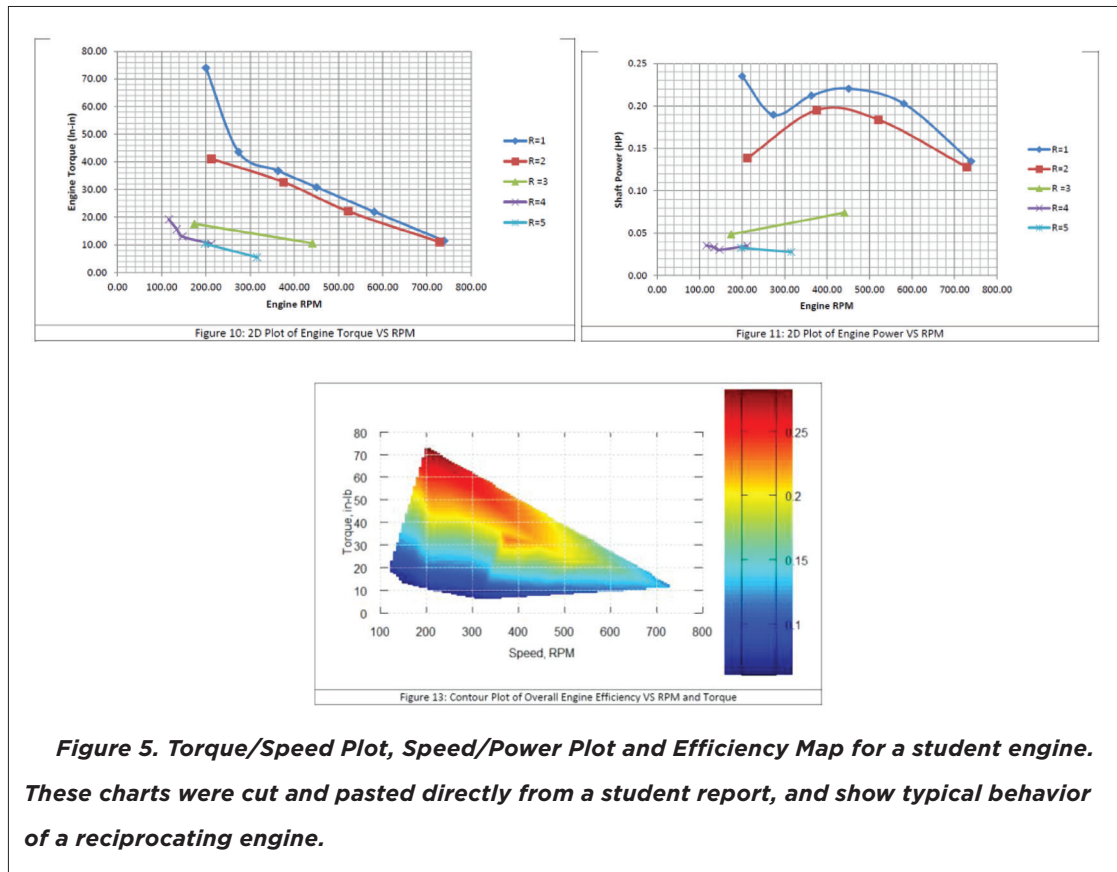 80.00
70.00
60.00
50.00
40.00
30.00
20.00
10.00
0.00
Engine Torque (ln-in)
0.00 100.00 200.00 300.00 400.00 500.00 600.00 700.00 800.00
Engine RPM
R=1
R=2
R =3
R=4
R=5
Figure 10: 2D Plot of Engine Torque VS RPM
0.25
0.20
0.15
0.10
0.05
0.00
Shaft Power (HP)
0.00 100.00 200.00 300.00 400.00 500.00 600.00 700.00 800.00
Engine RPM
R=1
R=2
R =3
R=4
R=5
Figure 11: 2D Plot of Engine Power VS RPM
80
70
60
50
40
30
20
10
0
Torque, in-lb
100 200 300 400 500 600 700 800
Speed, RPM
0.25
0.2
0.15
0.1
Figure 13: Contour Plot of Overall Engine Efficiency VS RPM and Torque
Figure 5. Torque/Speed Plot, Speed/Power Plot and Efficiency Map for a student engine.
These charts were cut and pasted directly from a student report, and show typical behavior
of a reciprocating engine.